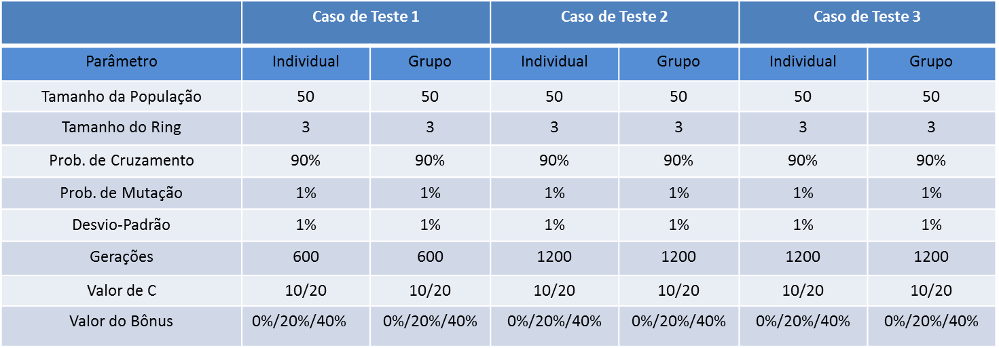 Caso de Teste 1 Caso de Teste 2 Caso de Teste 3
Parâmetro Individual Grupo Individual Grupo Individual Grupo
Tamanho da População 50 50 50 50 50 50
Tamanho do Ring 3 3 3 3 3 3
Prob. de Cruzamento 90% 90% 90% 90% 90% 90%
Prob. de Mutação 1% 1% 1% 1% 1% 1%
Desvio-Padrão 1% 1% 1% 1% 1% 1%
Gerações 600 600 1200 1200 1200 1200
Valor de C 10/20 10/20 10/20 10/20 10/20 10/20
Valor do Bônus 0%/20%/40% 0%/20%/40% 0%/20%/40% 0%/20%/40% 0%/20%/40% 0%/20%/40%